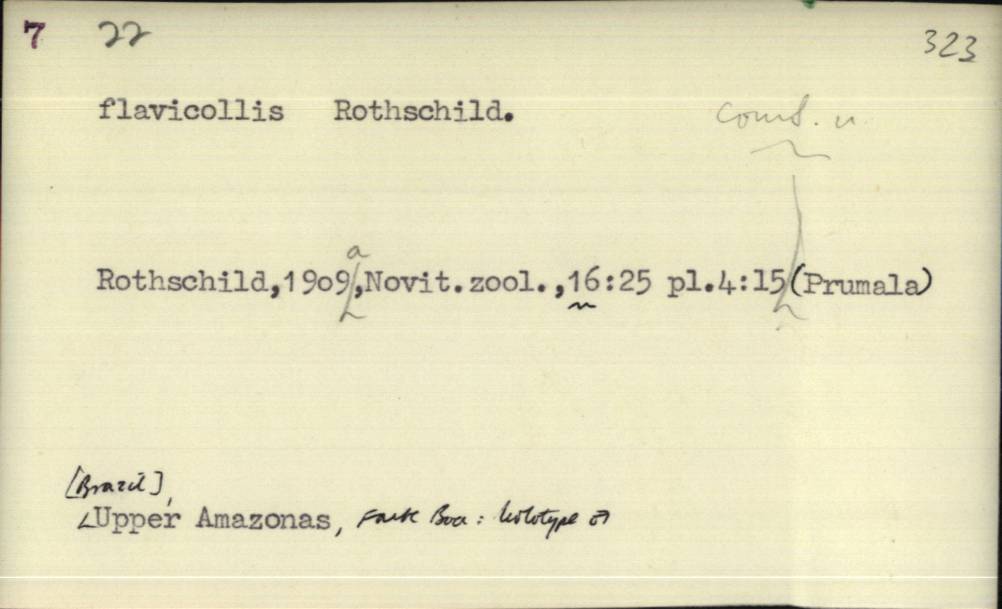 7 22 323
flavicollis Rothschild.
comb. n
a
Rothschild,1909,Novit.zool.,16:25 pl.4:15(Prumala)
[Brazil],
Upper Amazonas, Fonte Boa: holotype ♂